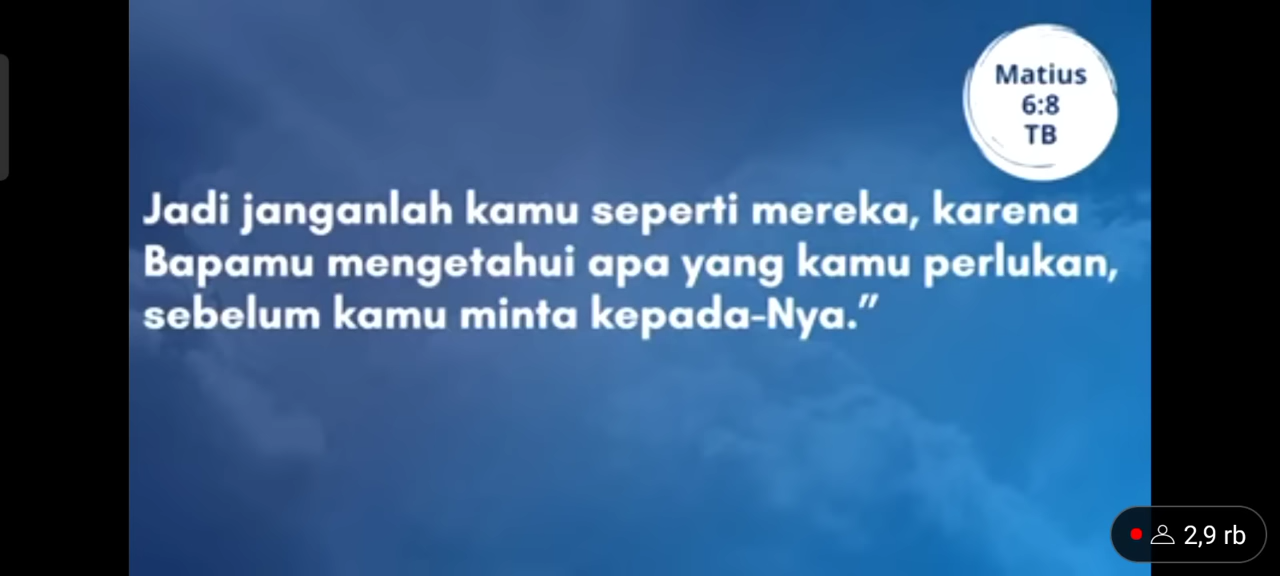 Matius
6:8
TB
Jadi janganlah kamu seperti mereka, karena
Bapamu mengetahui apa yang kamu perlukan,
sebelum kamu minta kepada-Nya.”
2,9 rb